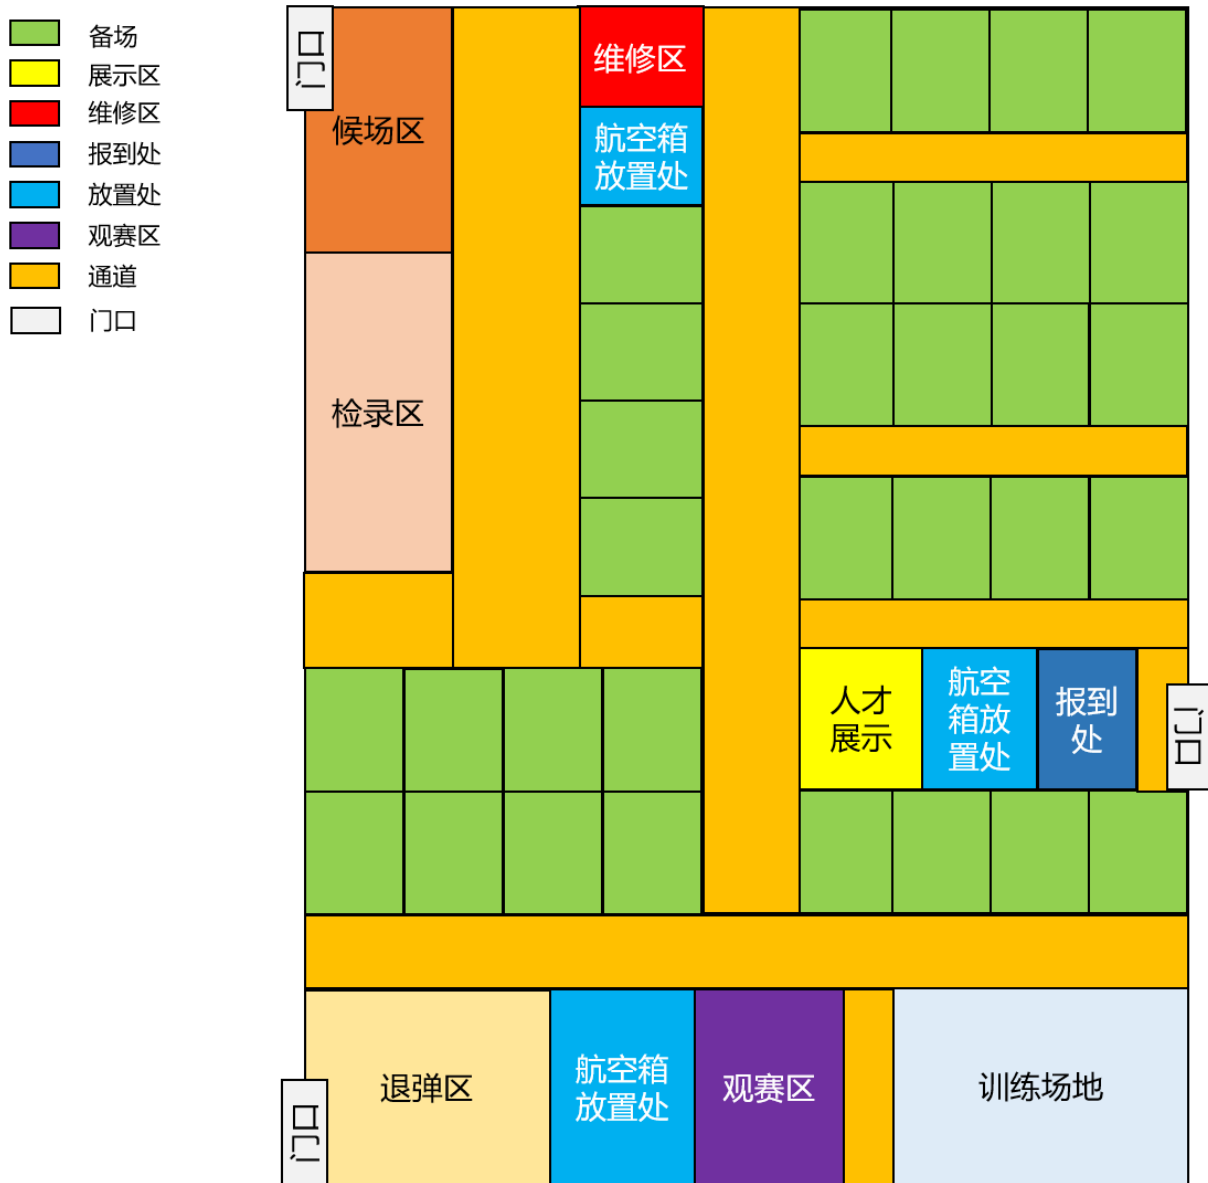 备场
展示区
维修区
报到处
放置处
观赛区
通道
门口
门口
候场区
检录区
维修区
航空箱
放置处
人才
展示
航空
箱放
置处
报到
处
门口
退弹区
航空箱
放置处
观赛区
训练场地
门口